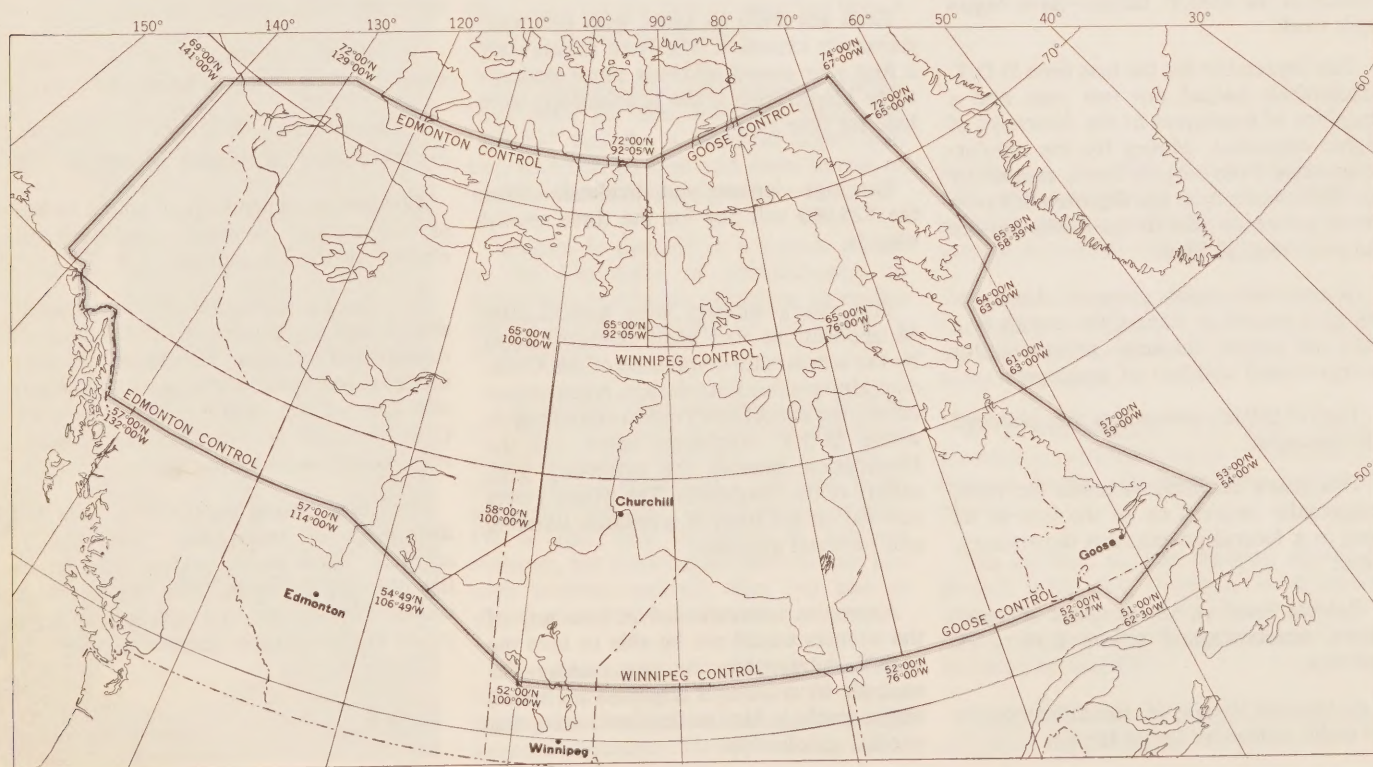 150°
140°
130°
120°
110°
100°
90°
80°
70°
60°
50°
40°
30°
69°00'N
141°00'W
72°00'N
129°00'W
74°00'N
67°00'W
70°
60°
72°00'N
65°00'W
EDMONTON CONTROL
72°00'N
92°05'W
GOOSE CONTROL
65°30'N
58°39'W
64°00'N
63°00'W
65°00'N
100°00'W
65°00'N
92°05'W
65°00'N
76°00'W
WINNIPEG CONTROL
61°00'N
63°00'W
EDMONTON CONTROL
57°00'N
132°00'W
57°00'N
59°00'W
53°00'N
54°00'W
50°
57°00'N
114°00'W
58°00'N
100°00'W
Churchill
Goose
Edmonton
54°49'N
106°49'W
GOOSE CONTROL
52°00'N
63°17'W
51°00'N
62°30'W
WINNIPEG CONTROL
52°00'N
76°00'W
52°00'N
100°00'W
Winnipeg